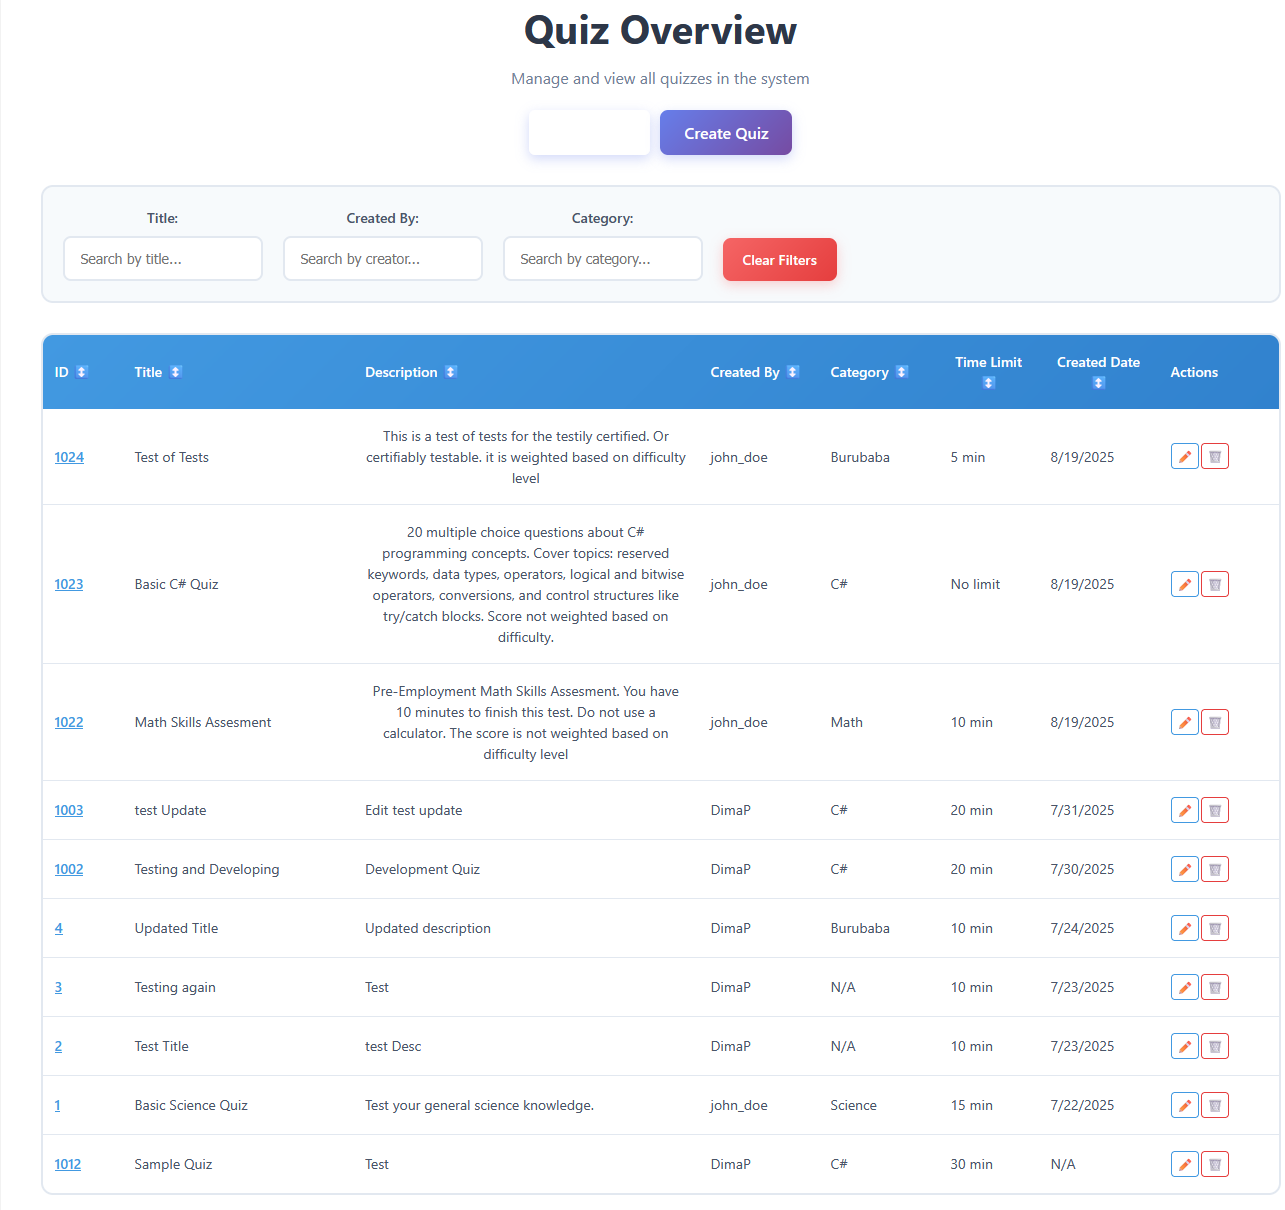 Quiz Overview
Manage and view all quizzes in the system
Create Quiz
Title: Created By: Category:
Search by title... Search by creator... Search by category... Clear Filters
ID Title Description Created By Category Time Limit Created Date Actions
1024 Test of Tests This is a test of tests for the testily certified. Or
certifiably testable. it is weighted based on difficulty
level john_doe Burubaba 5 min 8/19/2025
1023 Basic C# Quiz 20 multiple choice questions about C#
programming concepts. Cover topics: reserved
keywords, data types, operators, logical and bitwise
operators, conversions, and control structures like
try/catch blocks. Score not weighted based on
difficulty. john_doe C# No limit 8/19/2025
1022 Math Skills Assesment Pre-Employment Math Skills Assesment. You have
10 minutes to finish this test. Do not use a
calculator. The score is not weighted based on
difficulty level john_doe Math 10 min 8/19/2025
1003 test Update Edit test update DimaP C# 20 min 7/31/2025
1002 Testing and Developing Development Quiz DimaP C# 20 min 7/30/2025
4 Updated Title Updated description DimaP Burubaba 10 min 7/24/2025
3 Testing again Test DimaP N/A 10 min 7/23/2025
2 Test Title test Desc DimaP N/A 10 min 7/23/2025
1 Basic Science Quiz Test your general science knowledge. john_doe Science 15 min 7/22/2025
1012 Sample Quiz Test DimaP C# 30 min N/A